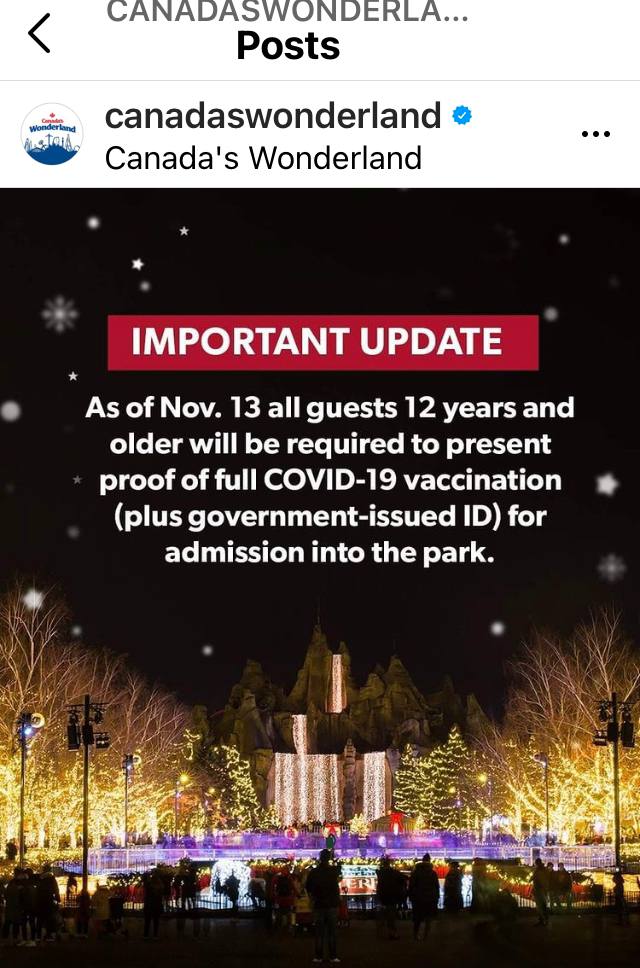 CANADASWONDERLA...
Posts
canadaswonderland
Canada's Wonderland
Canada's
Wonderland
IMPORTANT UPDATE
As of Nov. 13 all guests 12 years and
older will be required to present
proof of full COVID-19 vaccination
(plus government-issued ID) for
admission into the park.